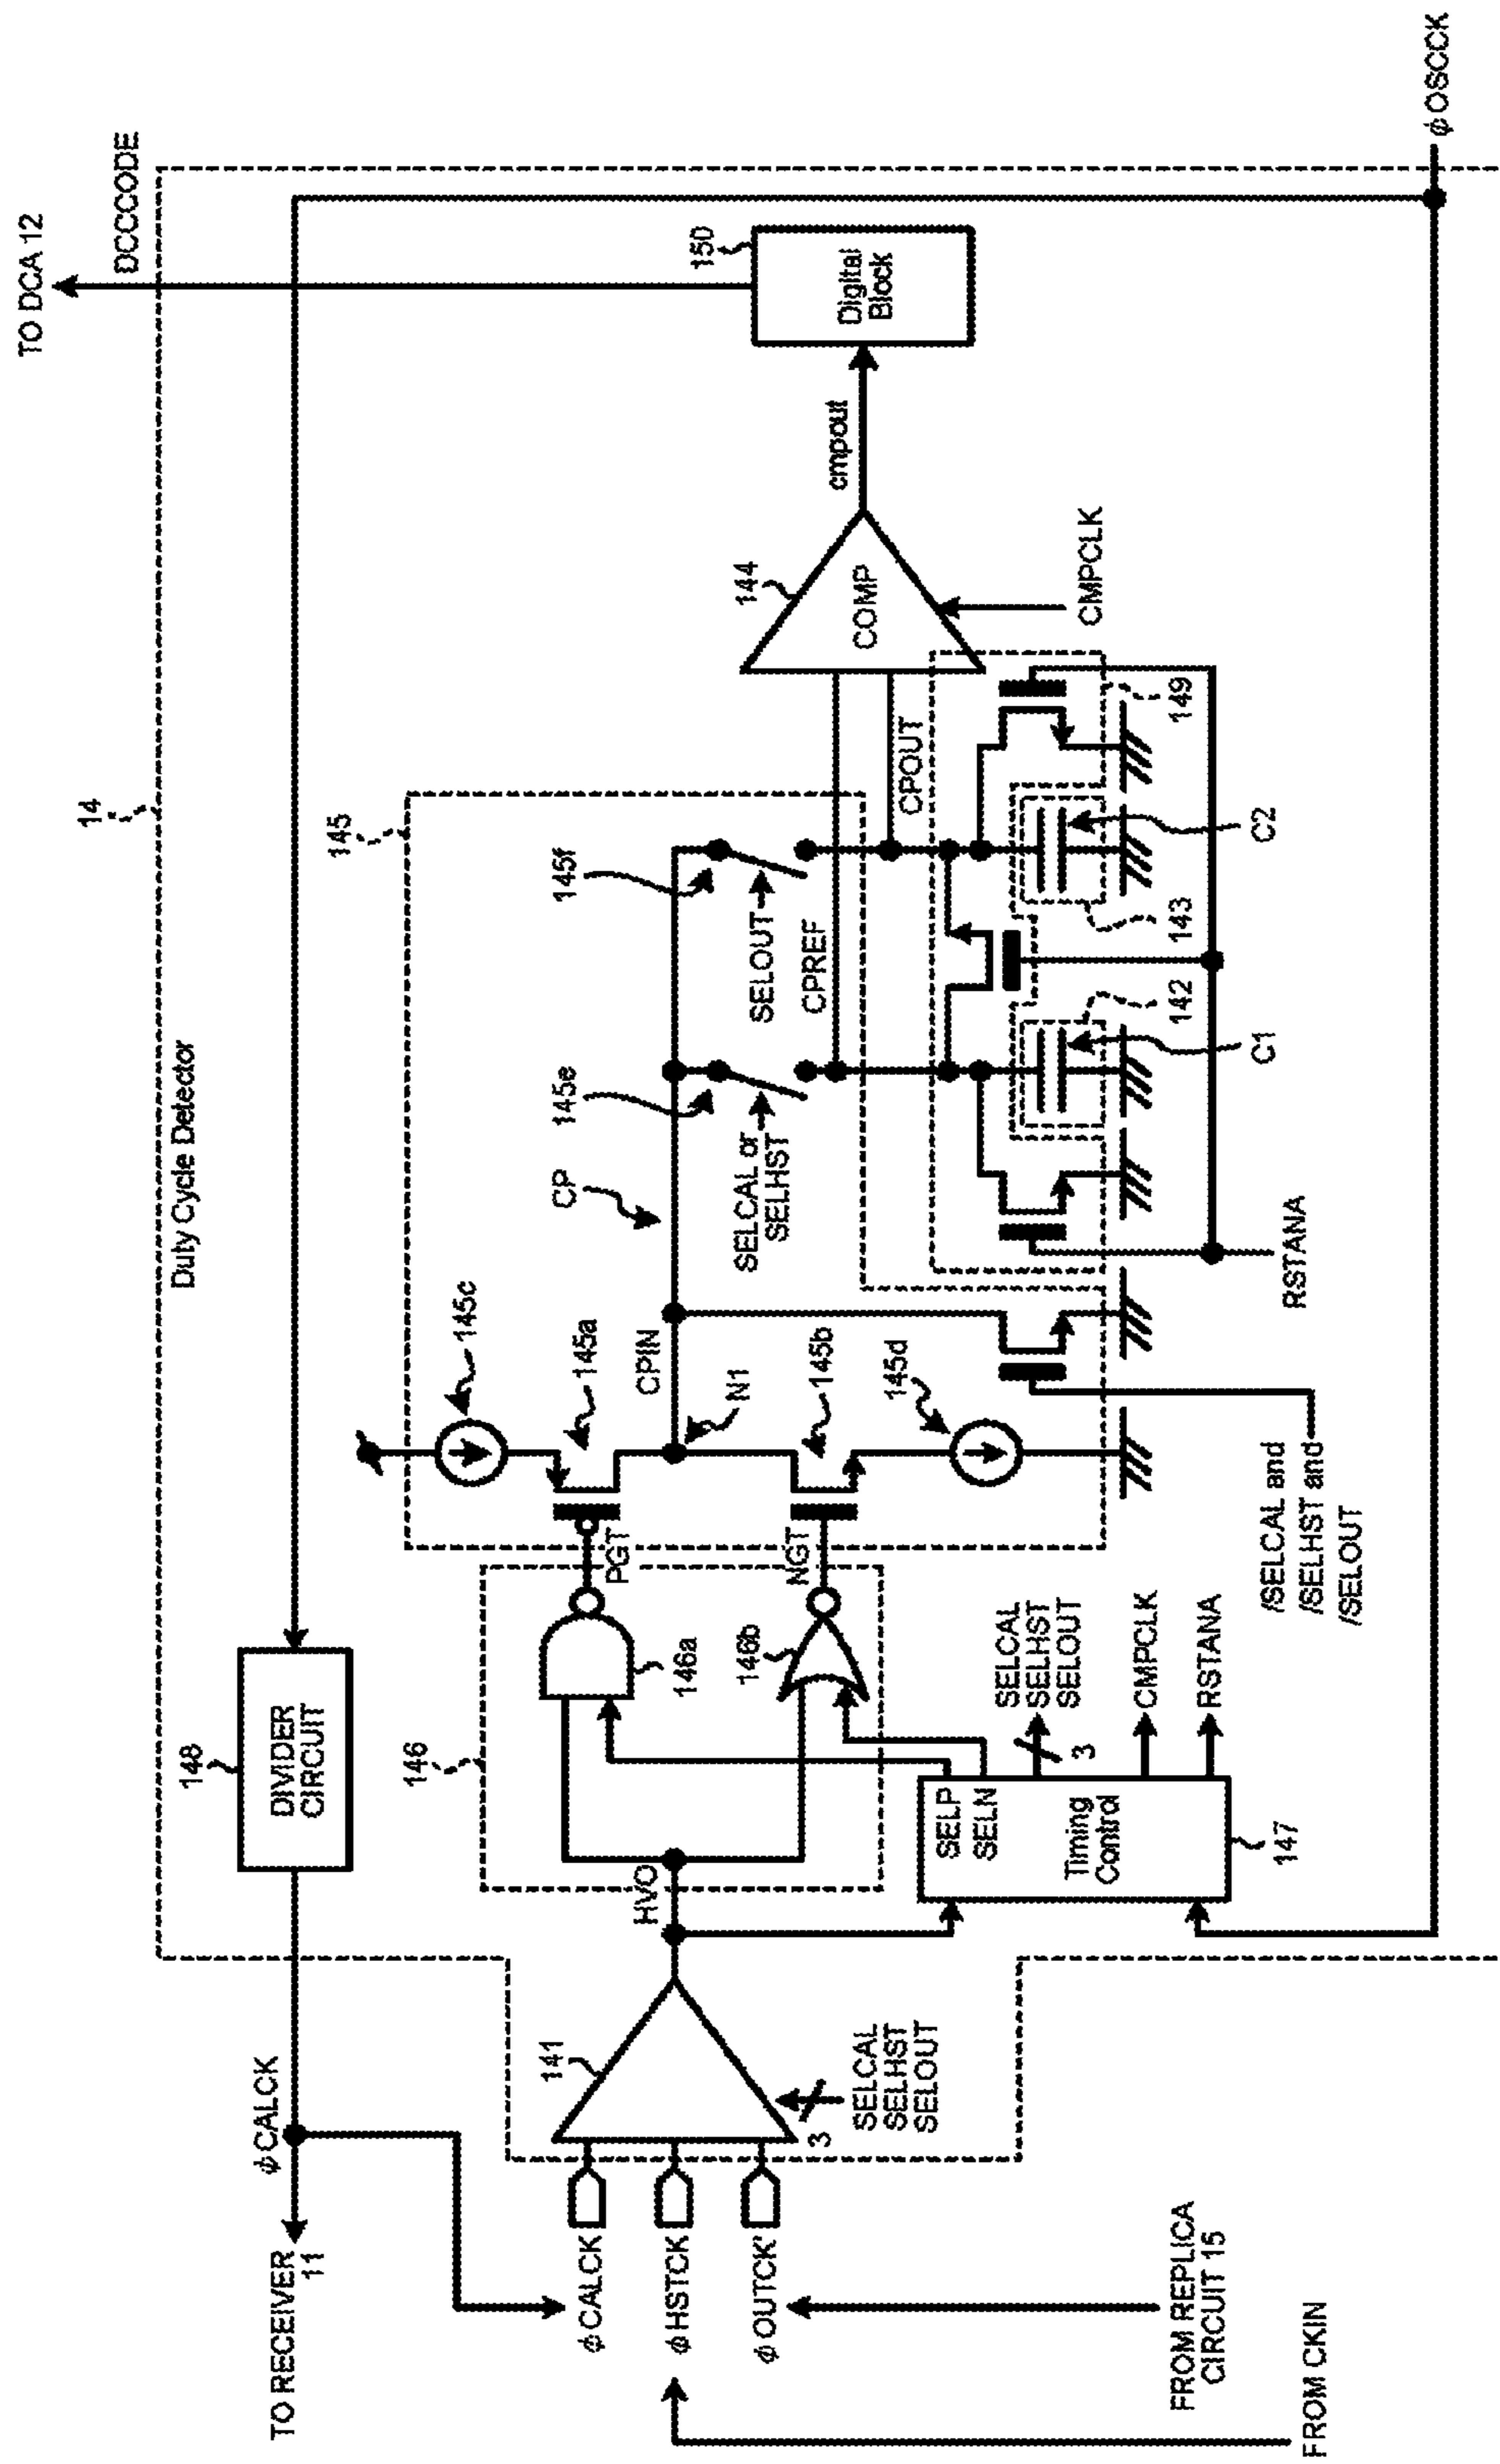 TO DCA 12
DCCCODE
14
Duty Cycle Detector
φCALCK
TO RECEIVER
11
148
DIVIDER
CIRCUIT
150
Digital
Block
cmpout
144
COMP
CMPCLK
145
145f
SELOUT
CPREF
CPOUT
145e
SELCAL or
SELHST
CP
145c
145a
CPIN
N1
145b
145d
149
C2
143
142
C1
RSTANA
PGT
NGT
146
146a
146b
HVO
141
SELCAL
SELHST
SELOUT
3
φCALCK
φHSTCK
φOUTCK'
SELP
SELN
Timing
Control
147
SELCAL
SELHST
SELOUT
3
CMPCLK
RSTANA
/SELCAL and
/SELHST and
/SELOUT
φOSCCK
FROM REPLICA
CIRCUIT 15
FROM CKIN